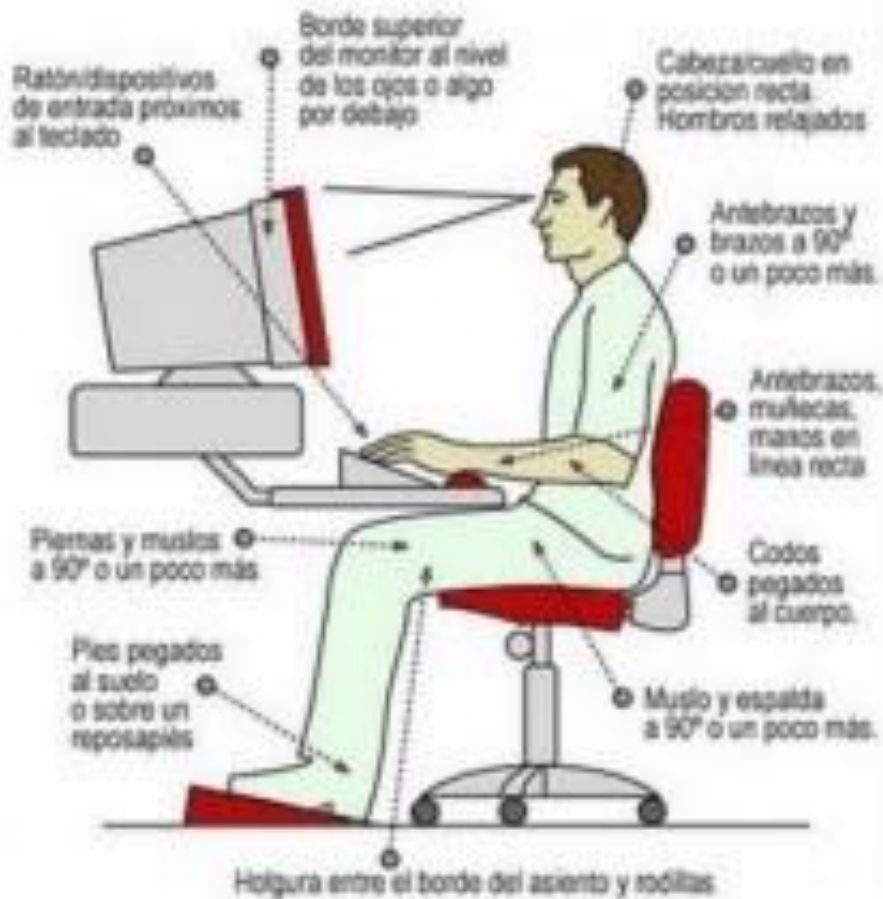 Borde superior
del monitor al nivel
de los ojos o algo
por debajo
Ratón/dispositivos
de entrada próximos
al teclado
Cabeza/cuello en
posicion recta.
Hombros relajados
Antebrazos y
brazos a 90º
o un poco más.
Antebrazos,
muñecas,
manos en
linea recta
Piernas y muslos
a 90º o un poco más
Codos
pegados
al cuerpo.
Pies pegados
al suelo
o sobre un
reposapiés
Muslo y espalda
a 90º o un poco más.
Holgura entre el borde del asiento y rodillas